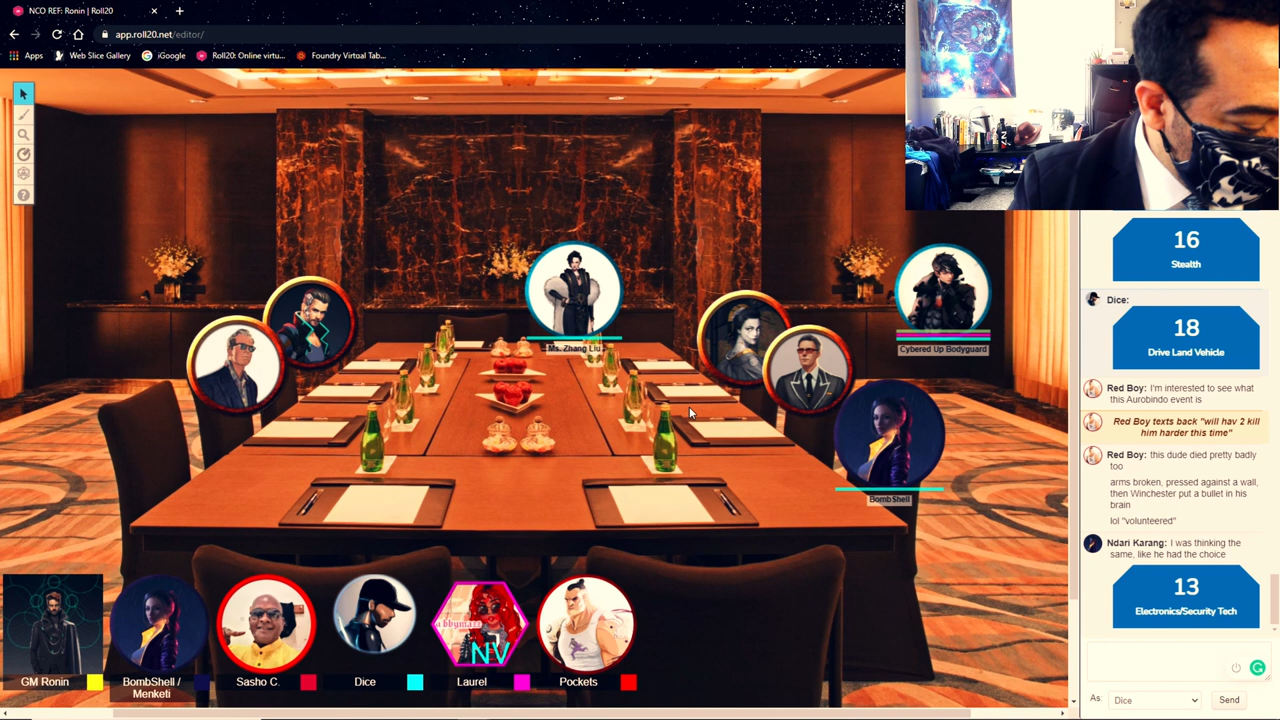 NCO REF: Ronin | Roll20
app.roll20.net/editor/
Apps
Web Slice Gallery
iGoogle
Roll20: Online virtu...
Foundry Virtual Tab...
16
Stealth
Dice:
18
Drive Land Vehicle
Red Boy: I'm interested to see what
this Aurobindo event is
Red Boy texts back "will hav 2 kill
him harder this time"
Red Boy: this dude died pretty badly
too
arms broken, pressed against a wall,
then Winchester put a bullet in his
brain
lol "volunteered"
Ndari Karang: I was thinking the
same, like he had the choice
13
Electronics/Security Tech
As:
Dice
Send
Ms. Zhang Liu
Cybered Up Bodyguard
BombShell
NV
GM Ronin
BombShell /
Menketi
Sasho C.
Dice
Laurel
Pockets